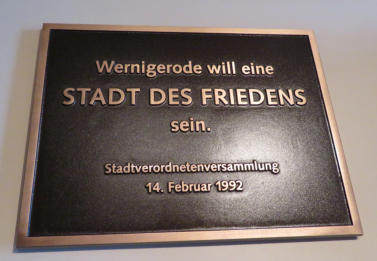 Wernigerode will eine
STADT DES FRIEDENS
sein.
Stadtverordnetenversammlung
14. Februar 1992